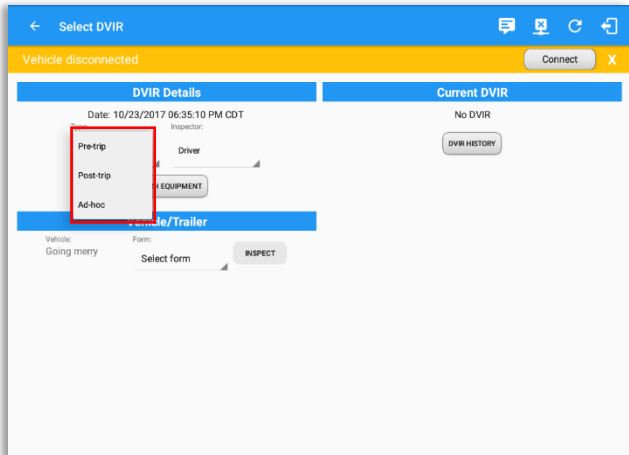 Select DVIR
Vehicle disconnected
Connect
X
DVIR Details
Date: 10/23/2017 06:35:10 PM CDT
Inspector:
Pre-trip
Post-trip
Ad-hoc
Driver
EQUIPMENT
Vehicle/Trailer
Vehicle:
Going merry
Form:
Select form
INSPECT
Current DVIR
No DVIR
DVIR HISTORY